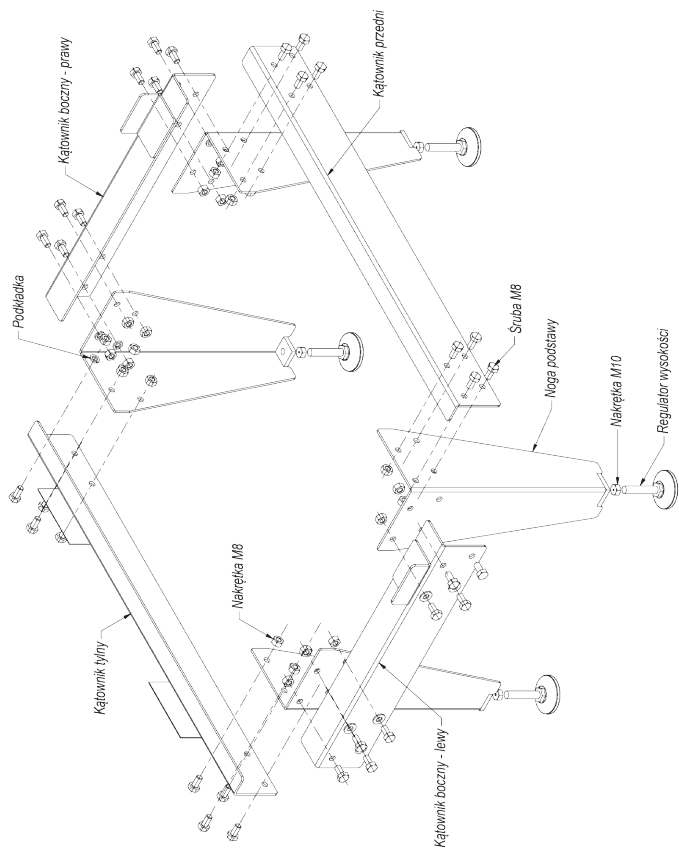 Kątownik boczny - prawy
Kątownik przedni
Podkładka
Śruba M8
Noga podstawy
Nakrętka M10
Regulator wysokości
Nakrętka M8
Kątownik tylny
Kątownik boczny - lewy